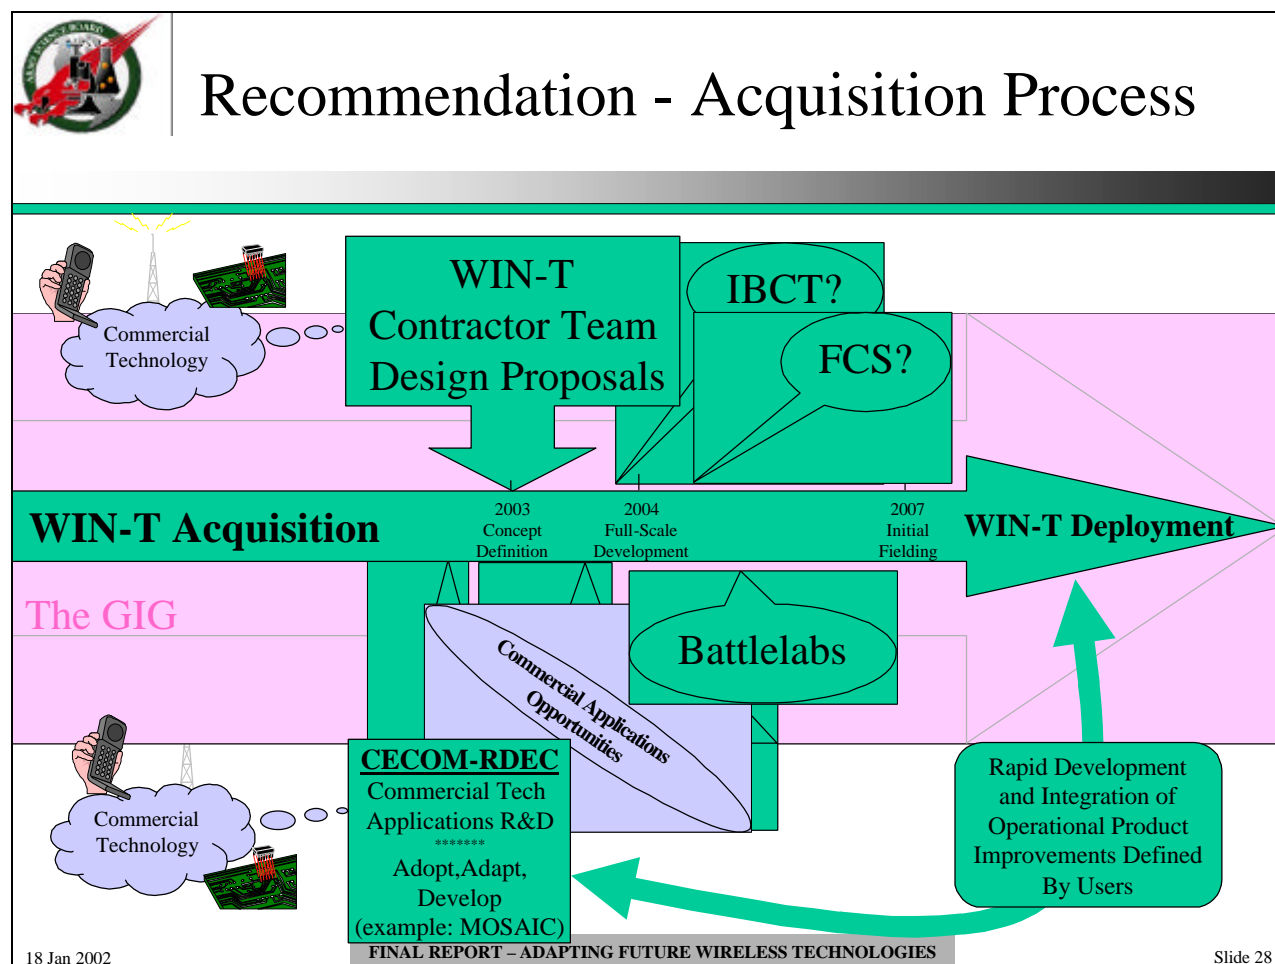 ARMY SCIENCE BOARD
Recommendation - Acquisition Process
Commercial
Technology
WIN-T
Contractor Team
Design Proposals
IBCT?
FCS?
WIN-T Acquisition
2003
Concept
Definition
2004
Full-Scale
Development
2007
Initial
Fielding
WIN-T Deployment
The GIG
Commercial Applications
Opportunities
Battlelabs
Commercial
Technology
CECOM-RDEC
Commercial Tech
Applications R&D
*******
Adopt,Adapt,
Develop
(example: MOSAIC)
Rapid Development
and Integration of
Operational Product
Improvements Defined
By Users
18 Jan 2002
FINAL REPORT – ADAPTING FUTURE WIRELESS TECHNOLOGIES
Slide 28